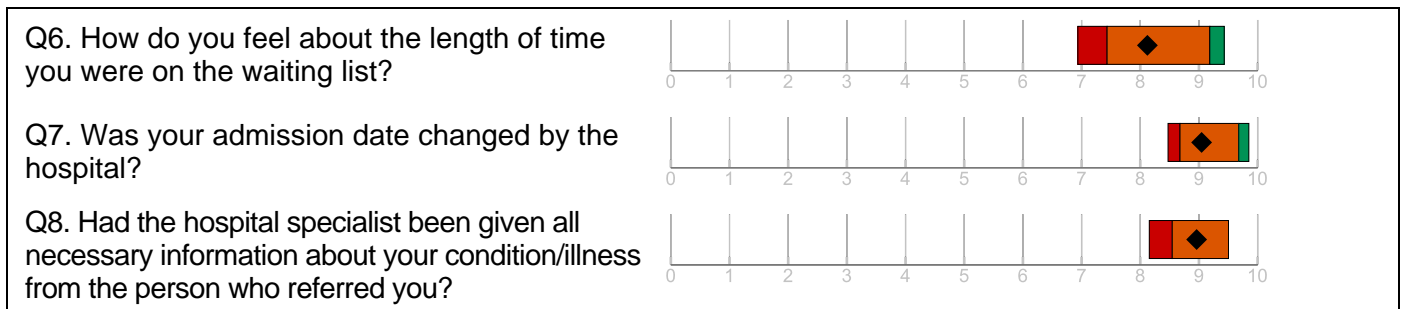 Q6. How do you feel about the length of time
you were on the waiting list?
0 1 2 3 4 5 6 7 8 9 10
Q7. Was your admission date changed by the
hospital?
0 1 2 3 4 5 6 7 8 9 10
Q8. Had the hospital specialist been given all
necessary information about your condition/illness
from the person who referred you?
0 1 2 3 4 5 6 7 8 9 10